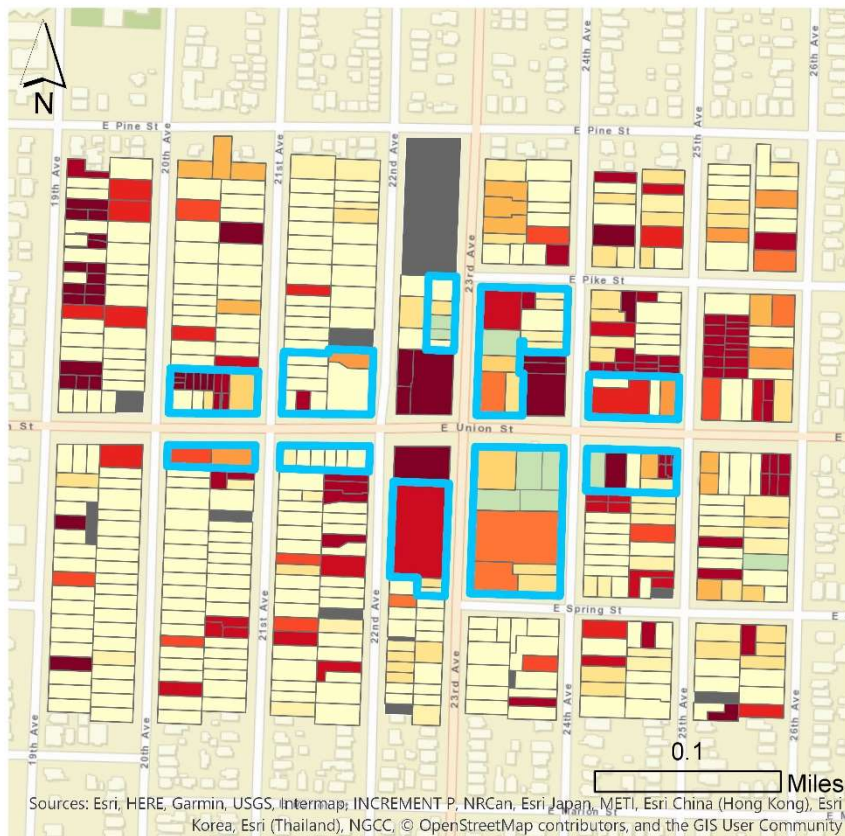 N
E Pine St
E Pine St
19th Ave
20th Ave
21st Ave
22nd Ave
23rd Ave
24th Ave
25th Ave
26th Ave
E Pike St
n St
E Union St
E
E Spring St
E
19th Ave
20th Ave
21st Ave
22nd Ave
23rd Ave
24th Ave
25th Ave
26th Ave
0.1
Miles
E Marion St
Sources: Esri, HERE, Garmin, USGS, Intermap, INCREMENT P, NRCan, Esri Japan, METI, Esri China (Hong Kong), Esri
Korea, Esri (Thailand), NGCC, © OpenStreetMap contributors, and the GIS User Community